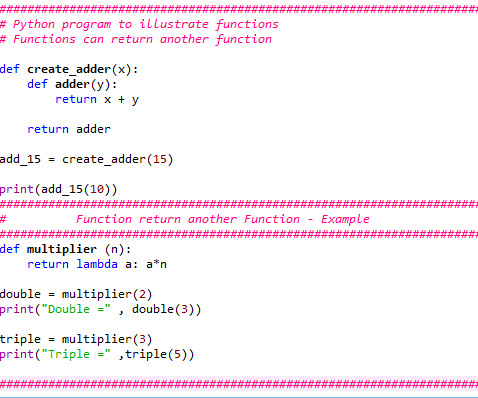 ####################################################################
# Python program to illustrate functions
# Functions can return another function
def create_adder(x):
    def adder(y):
        return x + y
    return adder
add_15 = create_adder(15)
print(add_15(10))
####################################################################
#          Function return another Function - Example
####################################################################
def multiplier (n):
    return lambda a: a*n
double = multiplier(2)
print("Double =" , double(3))
triple = multiplier(3)
print("Triple =" ,triple(5))
####################################################################